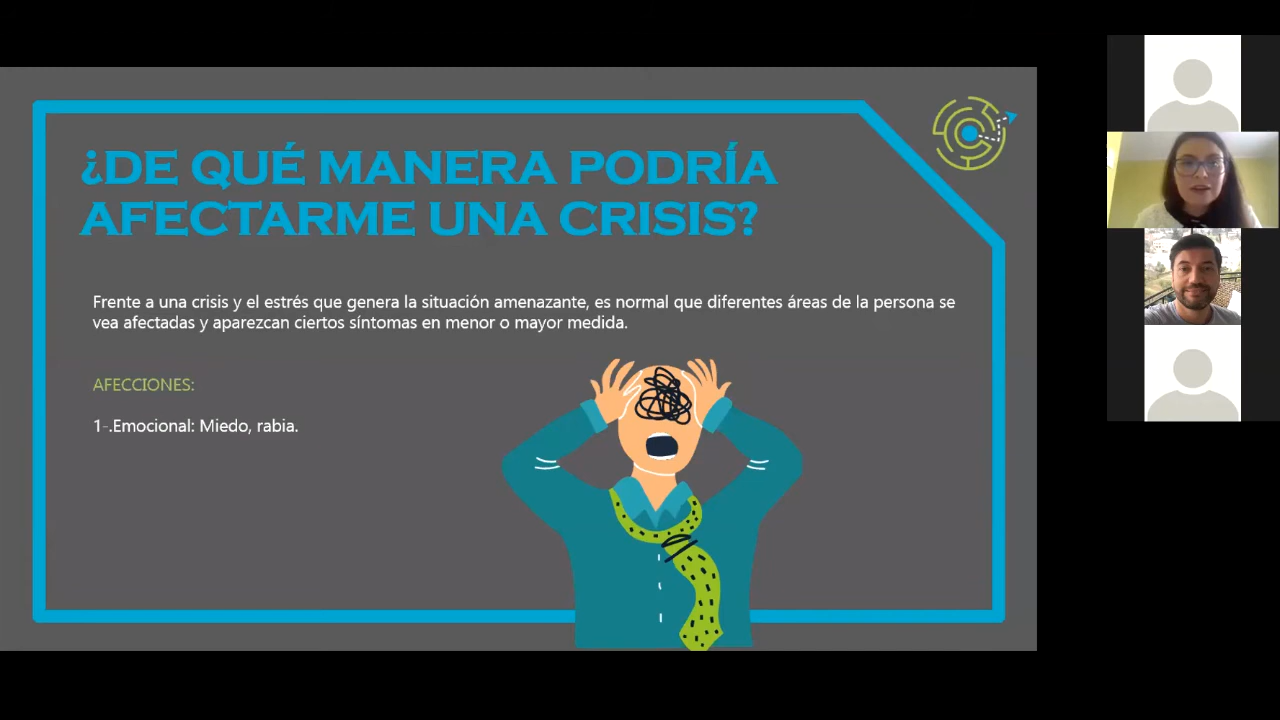 ¿DE QUÉ MANERA PODRÍA
AFECTARME UNA CRISIS?
Frente a una crisis y el estrés que genera la situación amenazante, es normal que diferentes áreas de la persona se
vea afectadas y aparezcan ciertos síntomas en menor o mayor medida.
AFECCIONES:
1-.Emocional: Miedo, rabia.